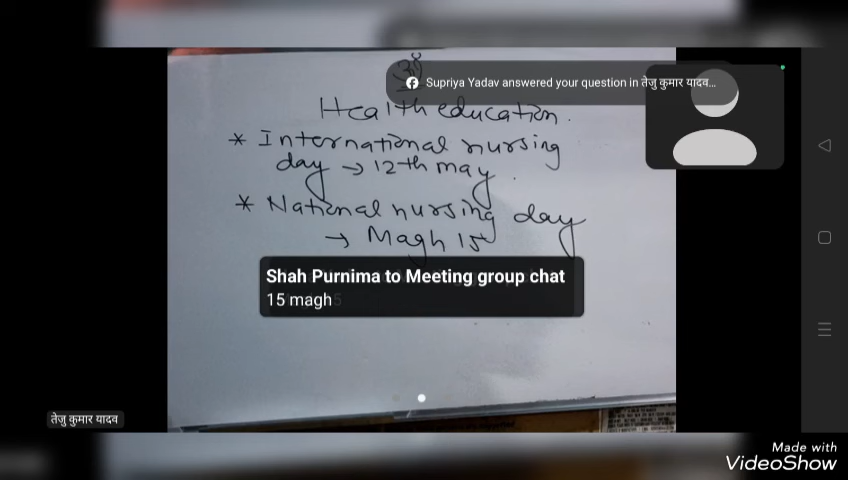 ॐ
Supriya Yadav answered your question in तेजु कुमार यादव...
Health education.
* International nursing
day → 12th may.
* National nursing day
→ Magh 15
Shah Purnima to Meeting group chat
15 magh
तेजु कुमार यादव
Made with
VideoShow